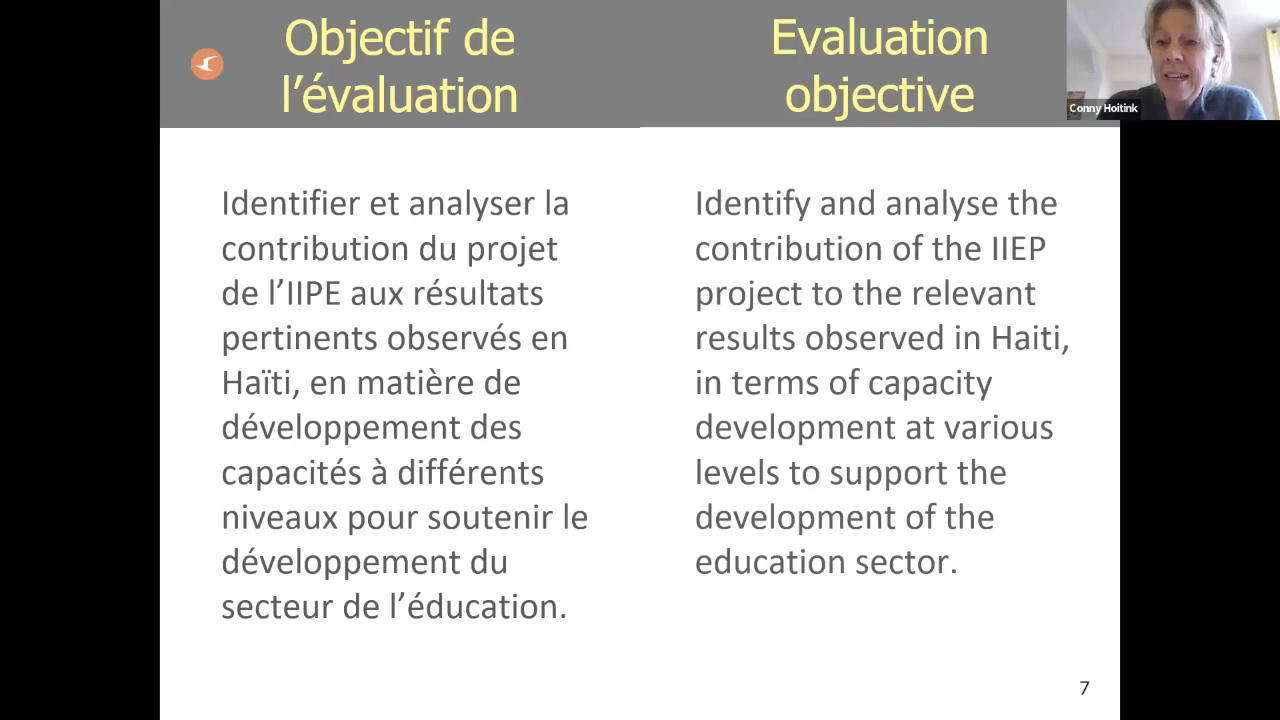 Objectif de
l’évaluation
Evaluation
objective
Conny Hoitink
Identifier et analyser la
contribution du projet
de l’IIPE aux résultats
pertinents observés en
Haïti, en matière de
développement des
capacités à différents
niveaux pour soutenir le
développement du
secteur de l’éducation.
Identify and analyse the
contribution of the IIEP
project to the relevant
results observed in Haiti,
in terms of capacity
development at various
levels to support the
development of the
education sector.
7